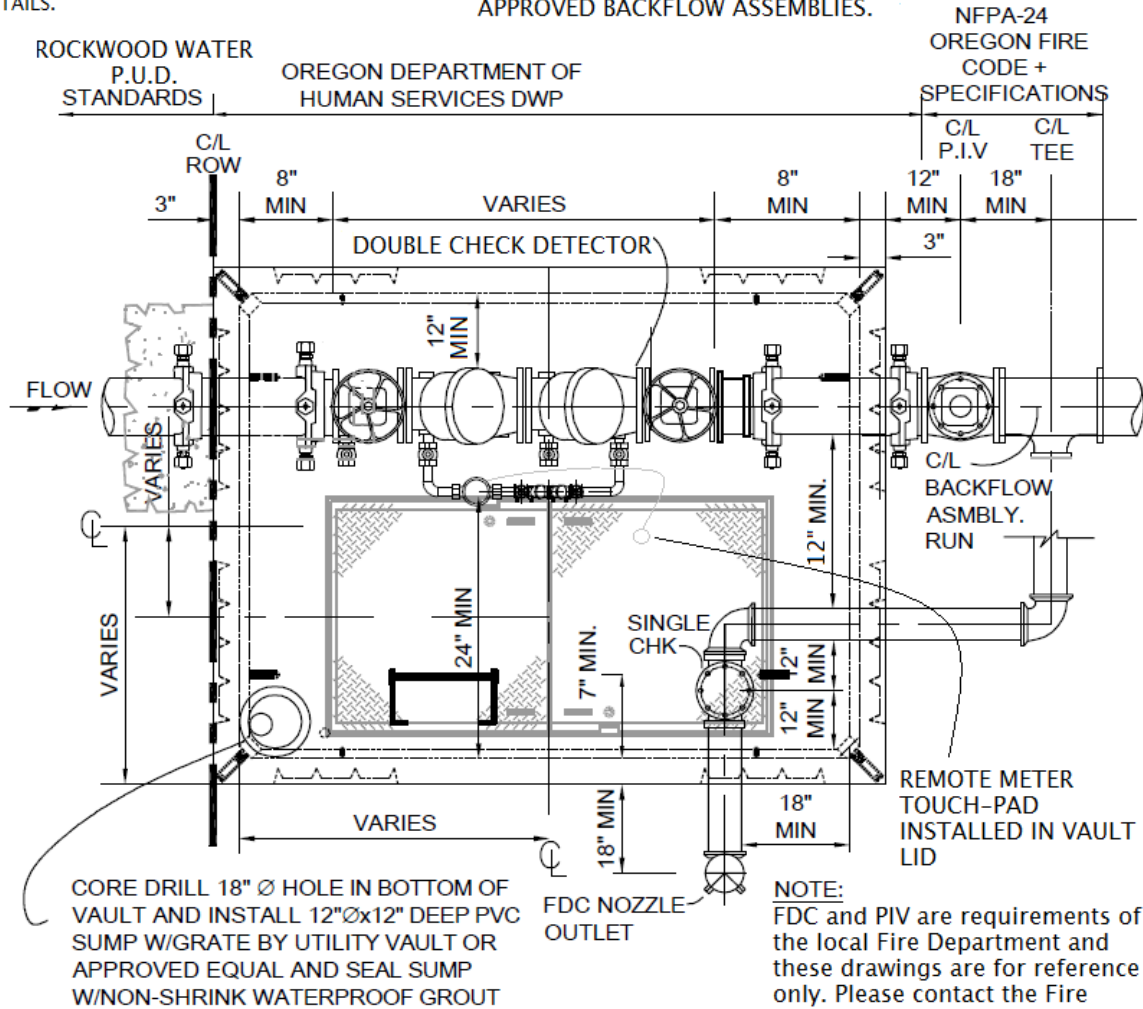 TAILS.
APPROVED BACKFLOW ASSEMBLIES.
ROCKWOOD WATER
P.U.D.
STANDARDS
OREGON DEPARTMENT OF
HUMAN SERVICES DWP
NFPA-24
OREGON FIRE
CODE +
SPECIFICATIONS
C/L
ROW
C/L
P.I.V
C/L
TEE
3"
8"
MIN
VARIES
8"
MIN
12"
MIN
18"
MIN
3"
DOUBLE CHECK DETECTOR
12"
MIN
FLOW
VARIES
C/L
BACKFLOW
ASMBLY.
RUN
CL
12" MIN.
VARIES
24" MIN
7" MIN.
SINGLE
CHK
12"
MIN
12"
MIN
VARIES
CL
18" MIN
18"
MIN
REMOTE METER
TOUCH-PAD
INSTALLED IN VAULT
LID
CORE DRILL 18" Ø HOLE IN BOTTOM OF
VAULT AND INSTALL 12"Øx12" DEEP PVC
SUMP W/GRATE BY UTILITY VAULT OR
APPROVED EQUAL AND SEAL SUMP
W/NON-SHRINK WATERPROOF GROUT
FDC NOZZLE
OUTLET
NOTE:
FDC and PIV are requirements of
the local Fire Department and
these drawings are for reference
only. Please contact the Fire